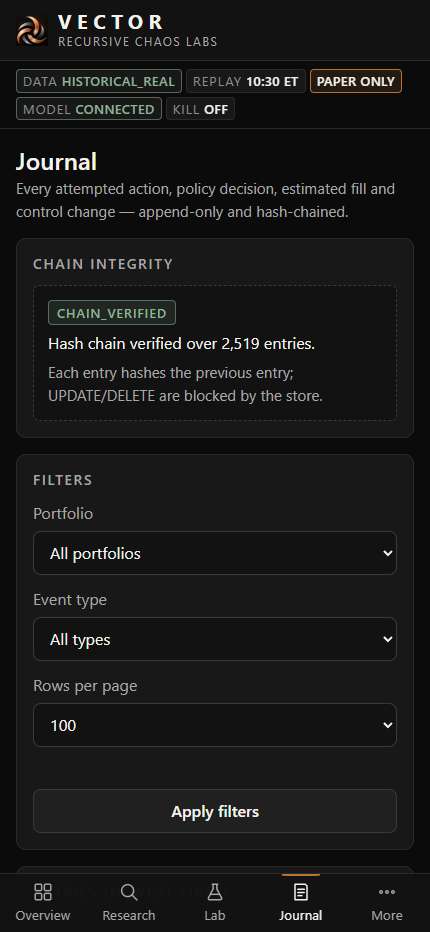 VECTOR
RECURSIVE CHAOS LABS
DATA HISTORICAL_REAL REPLAY 10:30 ET PAPER ONLY
MODEL CONNECTED KILL OFF
Journal
Every attempted action, policy decision, estimated fill and
control change — append-only and hash-chained.
CHAIN INTEGRITY
CHAIN_VERIFIED
Hash chain verified over 2,519 entries.
Each entry hashes the previous entry;
UPDATE/DELETE are blocked by the store.
FILTERS
Portfolio
All portfolios
Event type
All types
Rows per page
100
Apply filters
Overview Research Lab Journal More